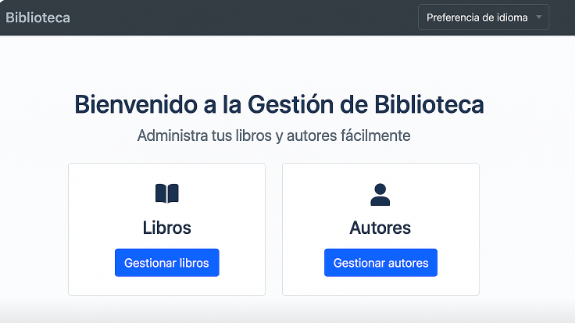 Biblioteca
Preferencia de idioma
Bienvenido a la Gestión de Biblioteca
Administra tus libros y autores fácilmente
Libros
Gestionar libros
Autores
Gestionar autores